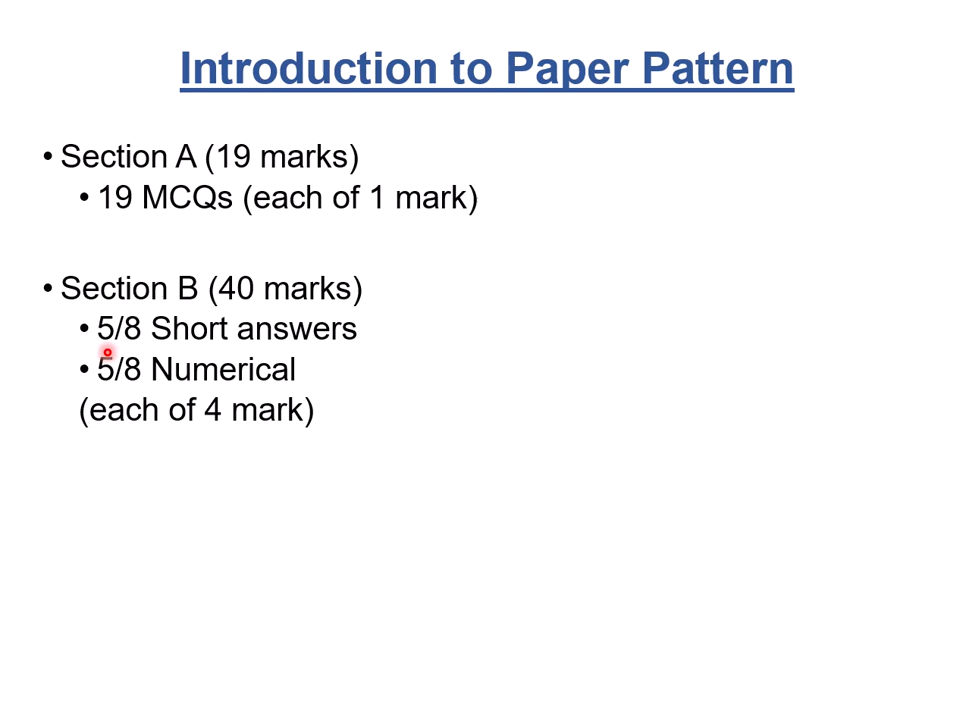 Introduction to Paper Pattern
• Section A (19 marks)
• 19 MCQs (each of 1 mark)
• Section B (40 marks)
• 5/8 Short answers
• 5/8 Numerical
(each of 4 mark)